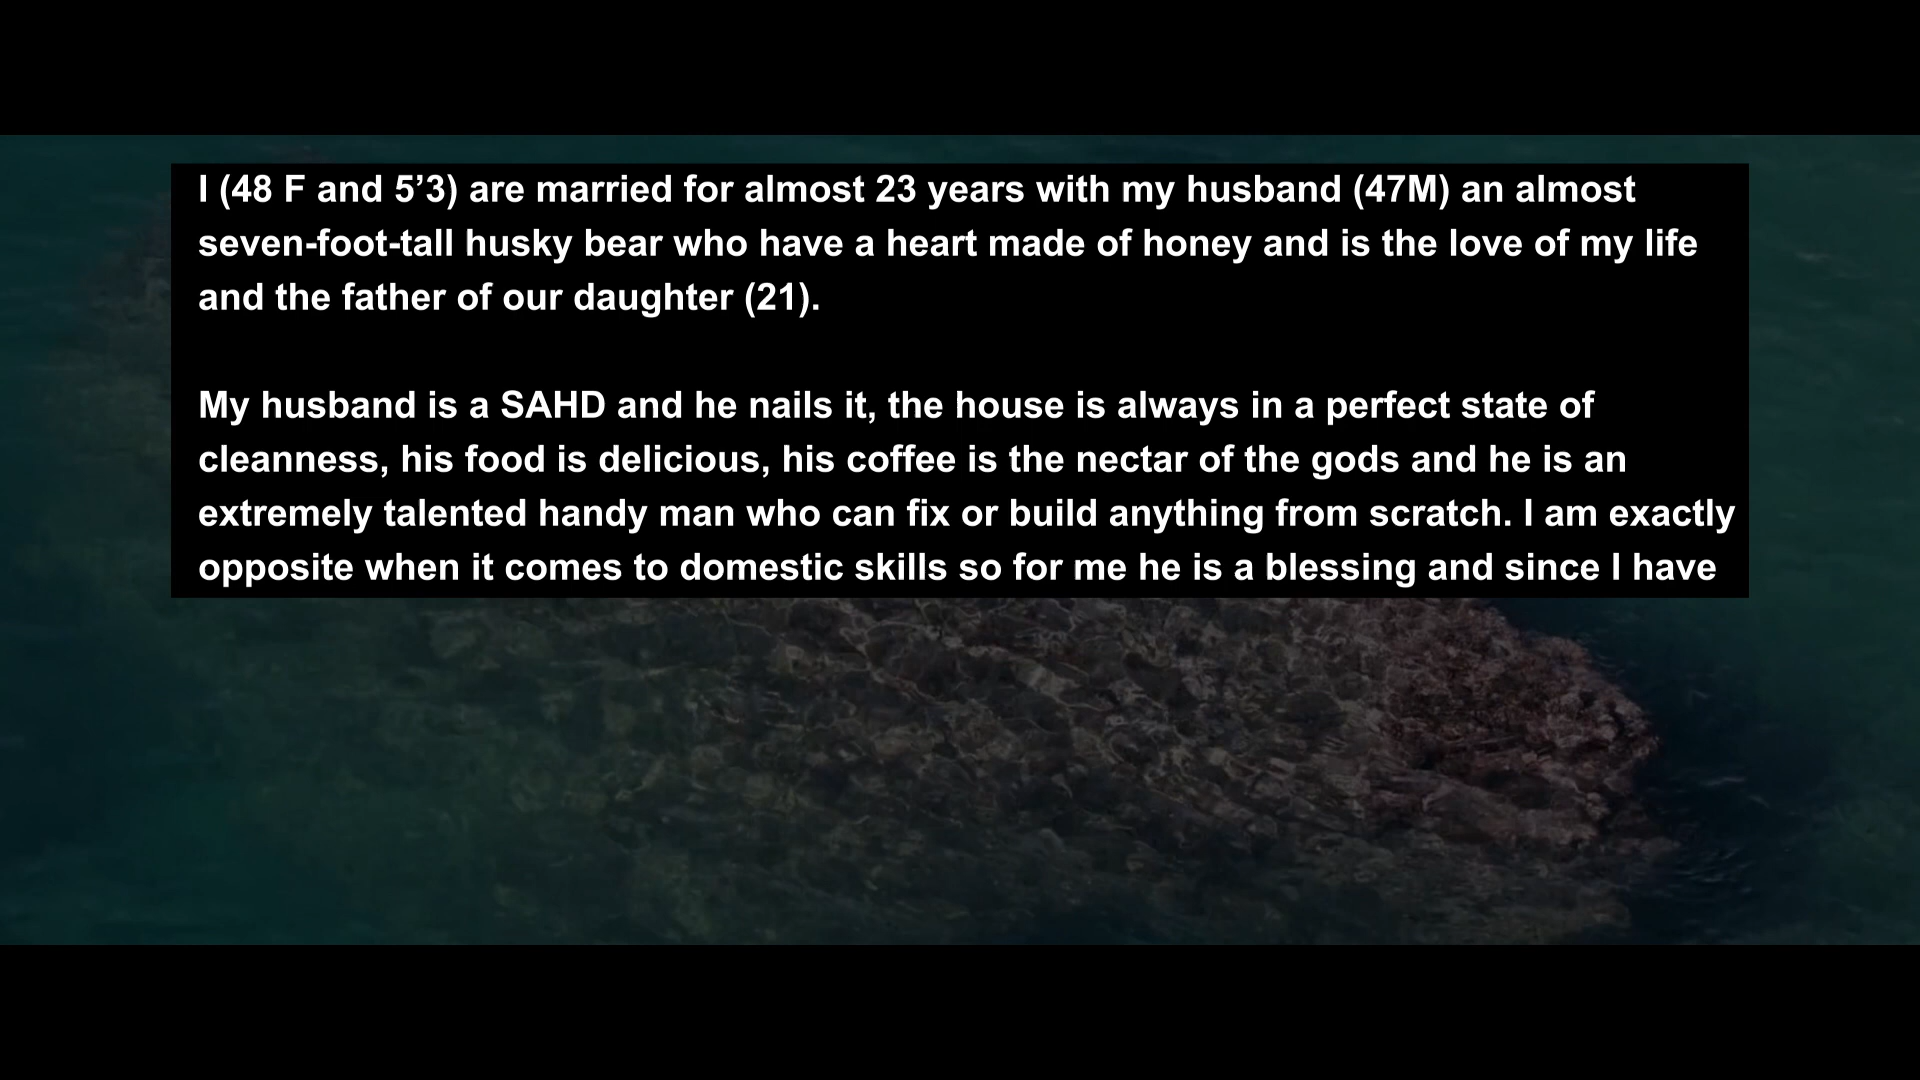 I (48 F and 5’3) are married for almost 23 years with my husband (47M) an almost
seven-foot-tall husky bear who have a heart made of honey and is the love of my life
and the father of our daughter (21).
My husband is a SAHD and he nails it, the house is always in a perfect state of
cleanness, his food is delicious, his coffee is the nectar of the gods and he is an
extremely talented handy man who can fix or build anything from scratch. I am exactly
opposite when it comes to domestic skills so for me he is a blessing and since I have